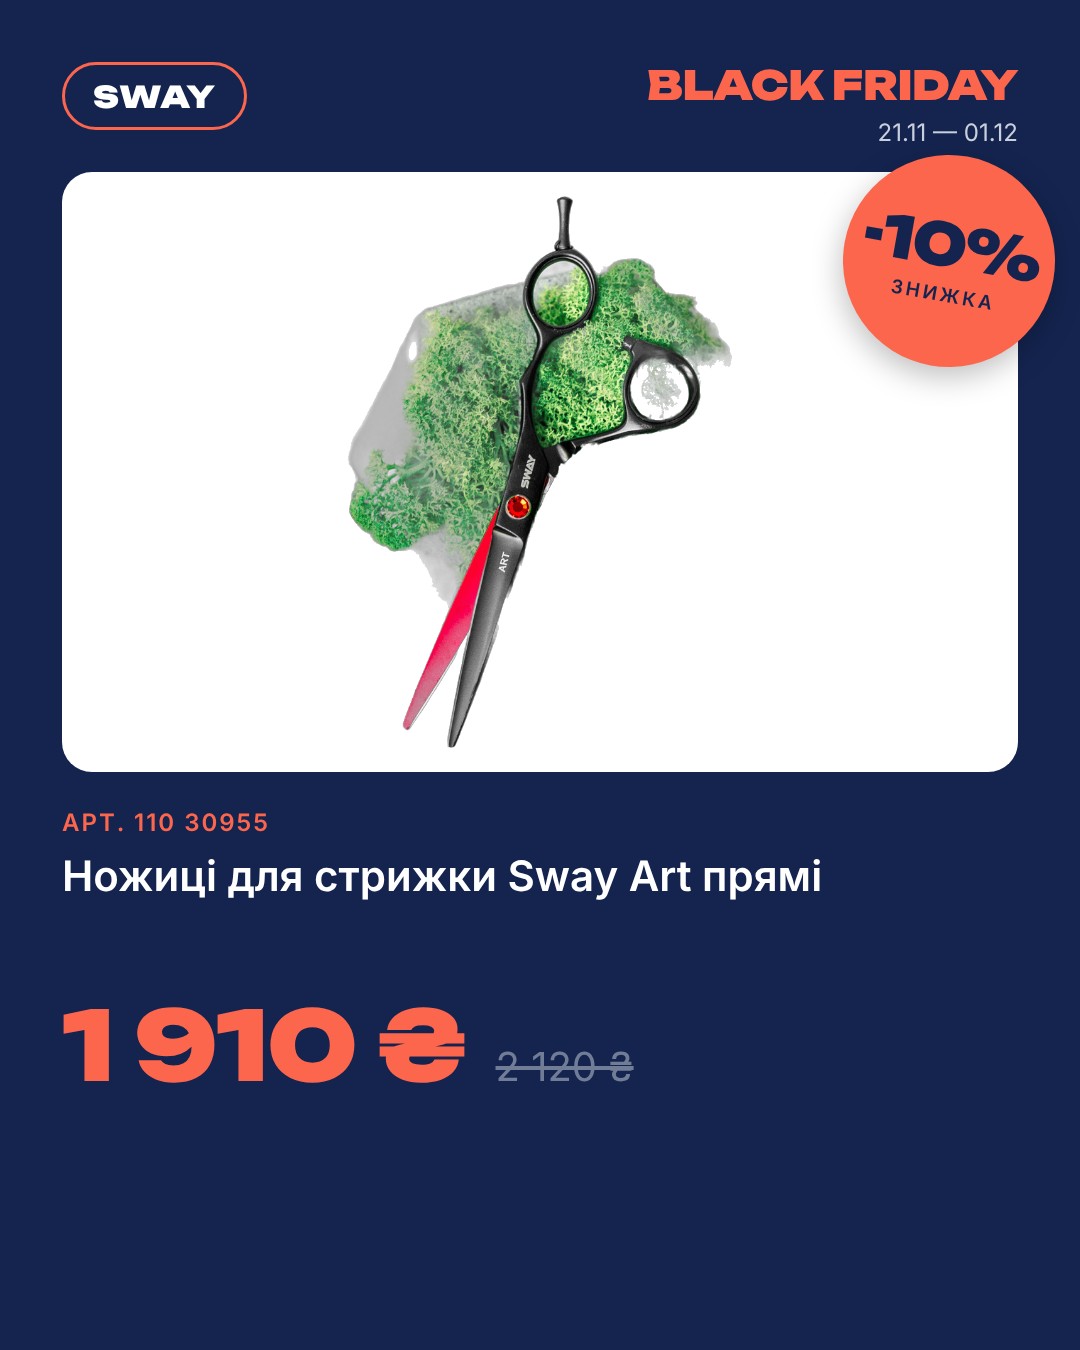 SWAY
BLACK FRIDAY
21.11 — 01.12
-10%
ЗНИЖКА
SWAY
ART
АРТ. 110 30955
Ножиці для стрижки Sway Art прямі
1 910 ₴ 2 120 ₴